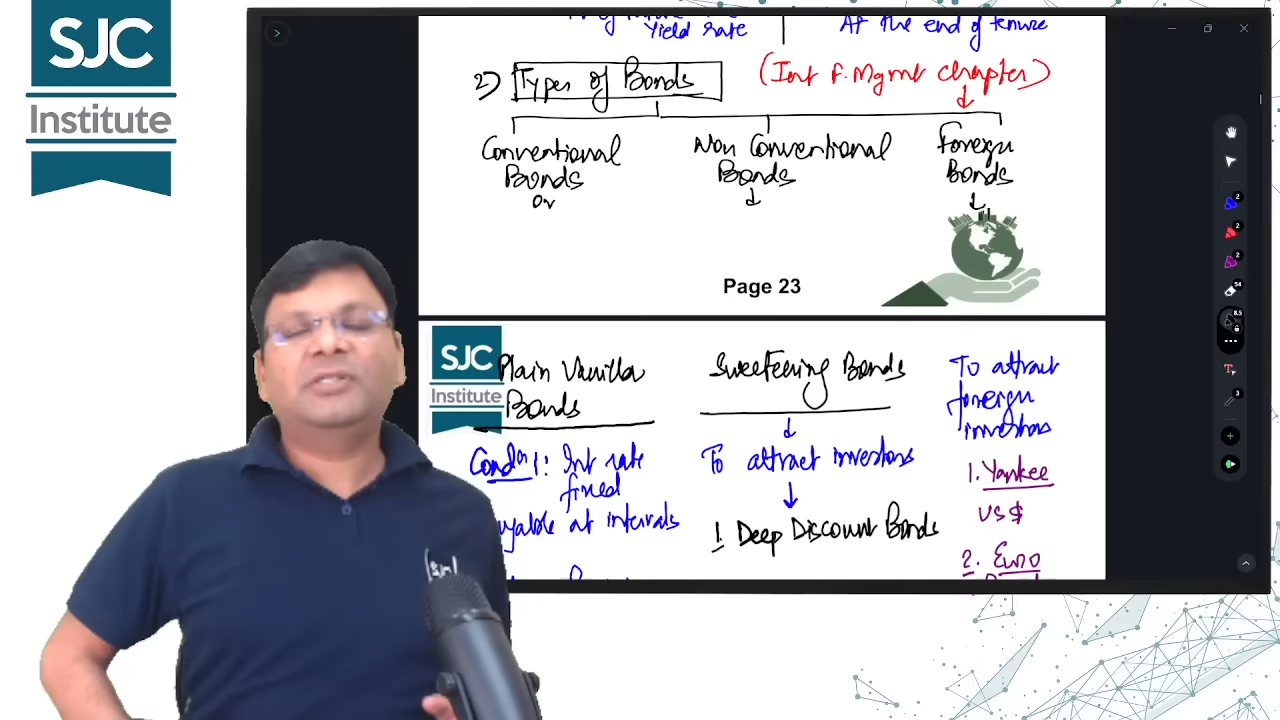 SJC
Institute
Yield rate
At the end of tenure
2) Types of Bonds
(Int F. Mgmt chapter)
Conventional
Bonds
or
Non Conventional
Bonds
Foreign
Bonds
Page 23
SJC
Institute
Plain Vanilla
Bonds
Condn 1: Int rate
fixed
yable at intervals
Sweetening Bonds
To attract investors
1. Deep Discount Bonds
To attract
foreign
investors
1. Yankee
US $
2. Euro